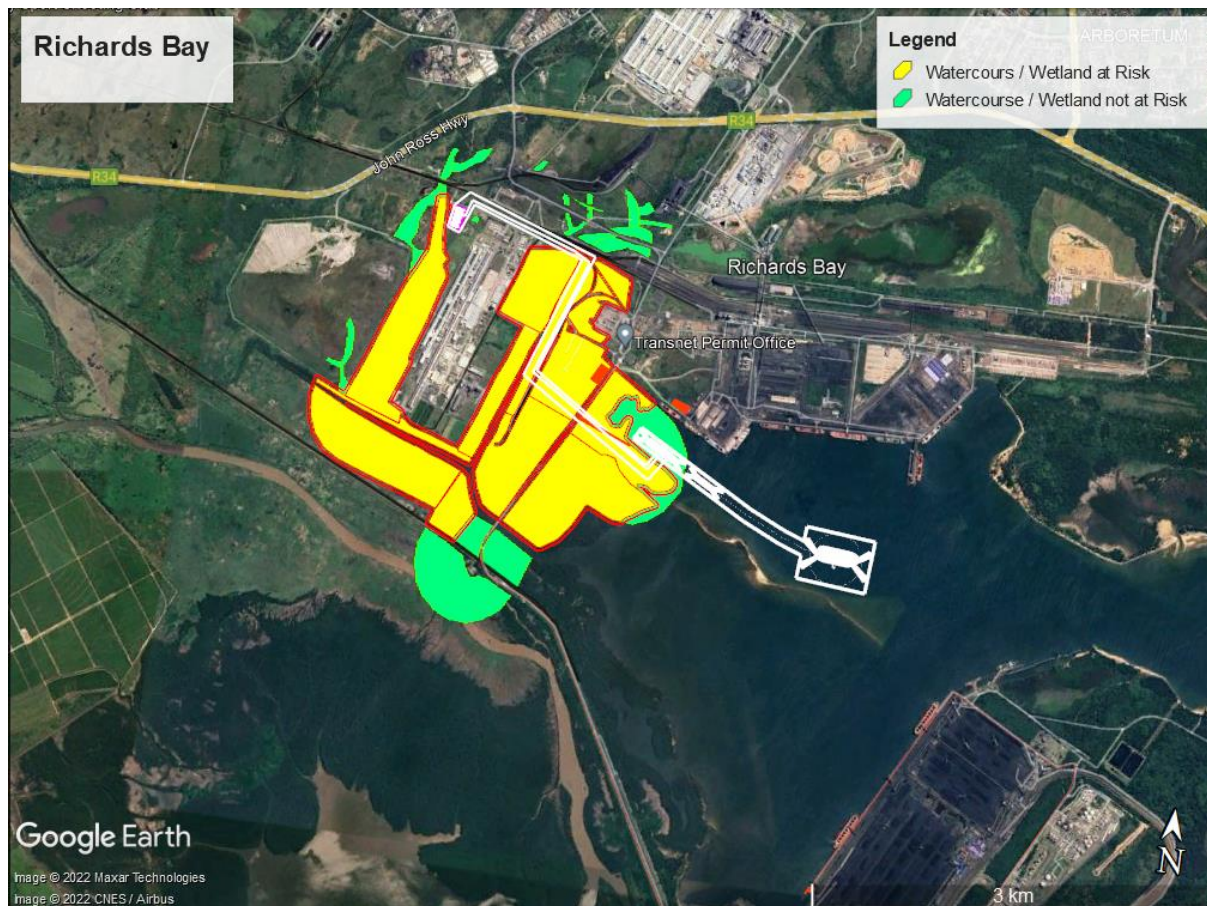 Richards Bay
Legend
ARBORETUM
Watercours / Wetland at Risk
Watercourse / Wetland not at Risk
R34
John Ross Hwy
R34
Richards Bay
Transnet Permit Office
Google Earth
Image © 2022 Maxar Technologies
Image © 2022 CNES / Airbus
3 km
N